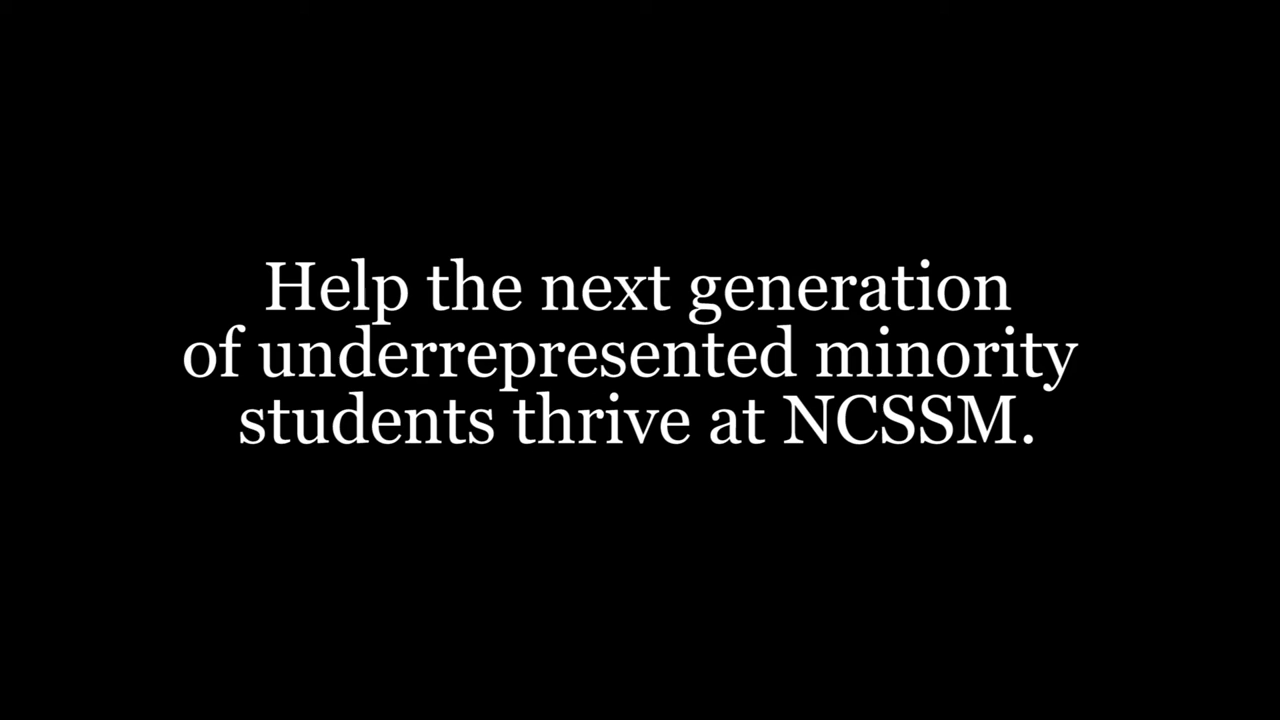 Help the next generation
of underrepresented minority
students thrive at NCSSM.